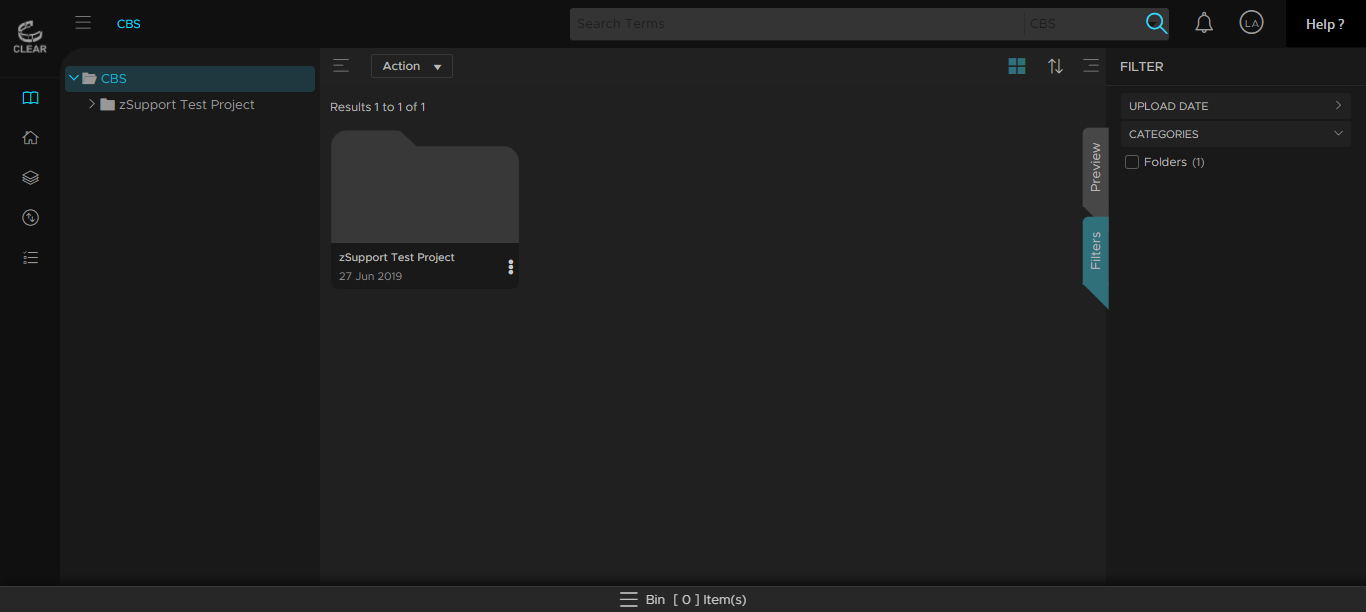 CLEAR
CBS
Search Terms
CBS
LA
Help ?
CBS
zSupport Test Project
Action
Results 1 to 1 of 1
zSupport Test Project
27 Jun 2019
Preview
Filters
FILTER
UPLOAD DATE
CATEGORIES
Folders (1)
Bin [ 0 ] Item(s)